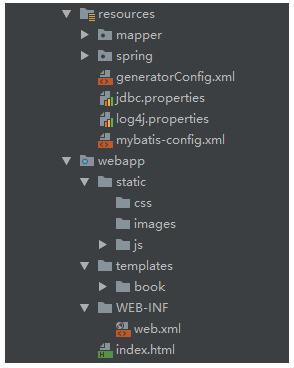 resources
mapper
spring
generatorConfig.xml
jdbc.properties
log4j.properties
mybatis-config.xml
webapp
static
css
images
js
templates
book
WEB-INF
web.xml
index.html